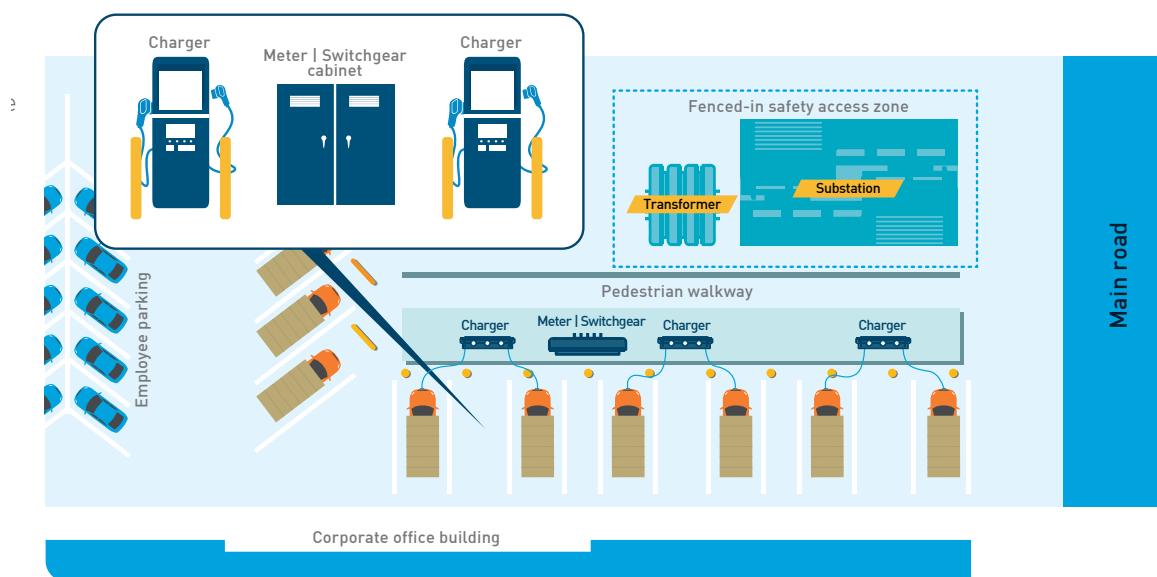 Charger
Meter | Switchgear
cabinet
Charger
Fenced-in safety access zone
Transformer
Substation
Main road
Employee parking
Pedestrian walkway
Charger
Meter | Switchgear
Charger
Charger
Corporate office building